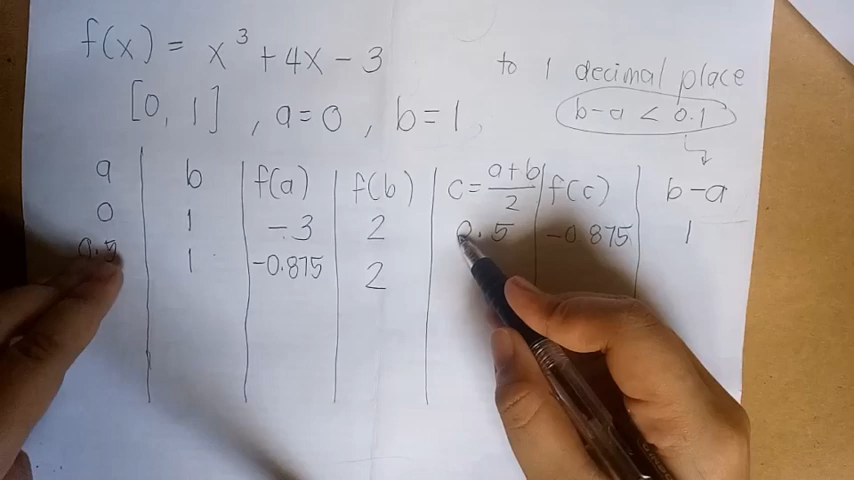 f(x) = x³ + 4x - 3
to 1 decimal place
[0, 1] , a=0 , b=1
b-a < 0.1
a b f(a) f(b) c = a+b/2 f(c) b-a
0 1 -3 2 0.5 -0.875 1
0.5 1 -0.875 2